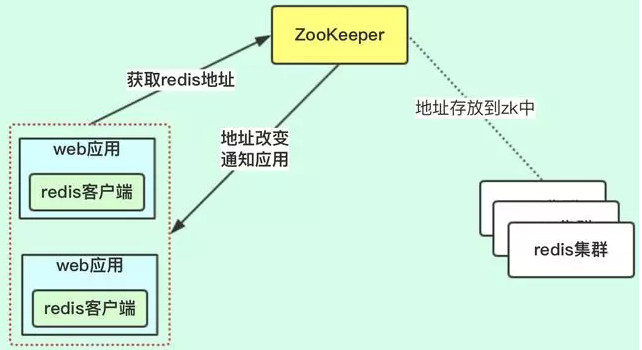 ZooKeeper
获取redis地址
地址改变
通知应用
地址存放到zk中
web应用
redis客户端
web应用
redis客户端
redis集群